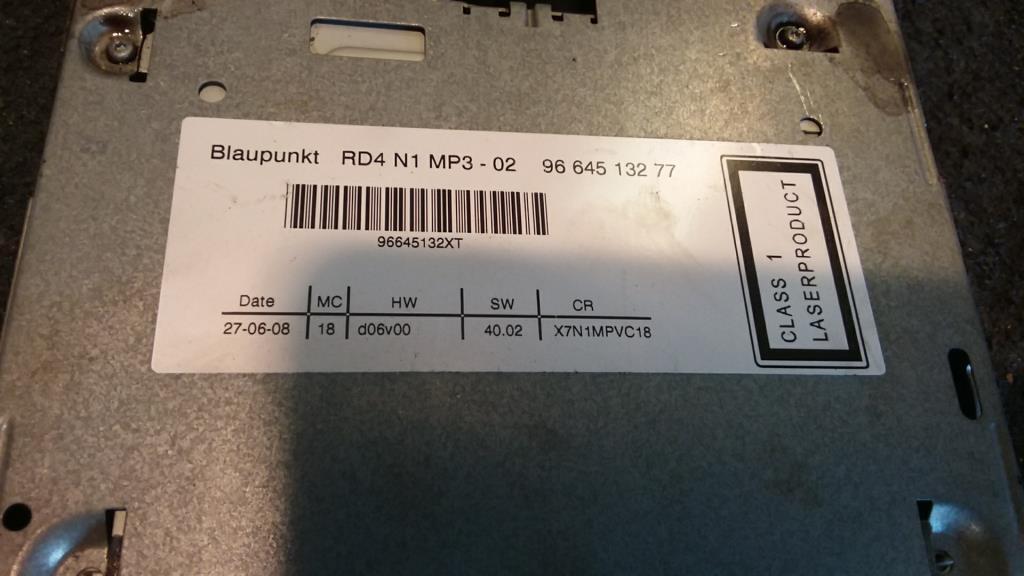 Blaupunkt RD4 N1 MP3 - 02 96 645 132 77
96645132XT
Date MC HW SW CR
27-06-08 18 d06v00 40.02 X7N1MPVC18
CLASS 1
LASERPRODUCT